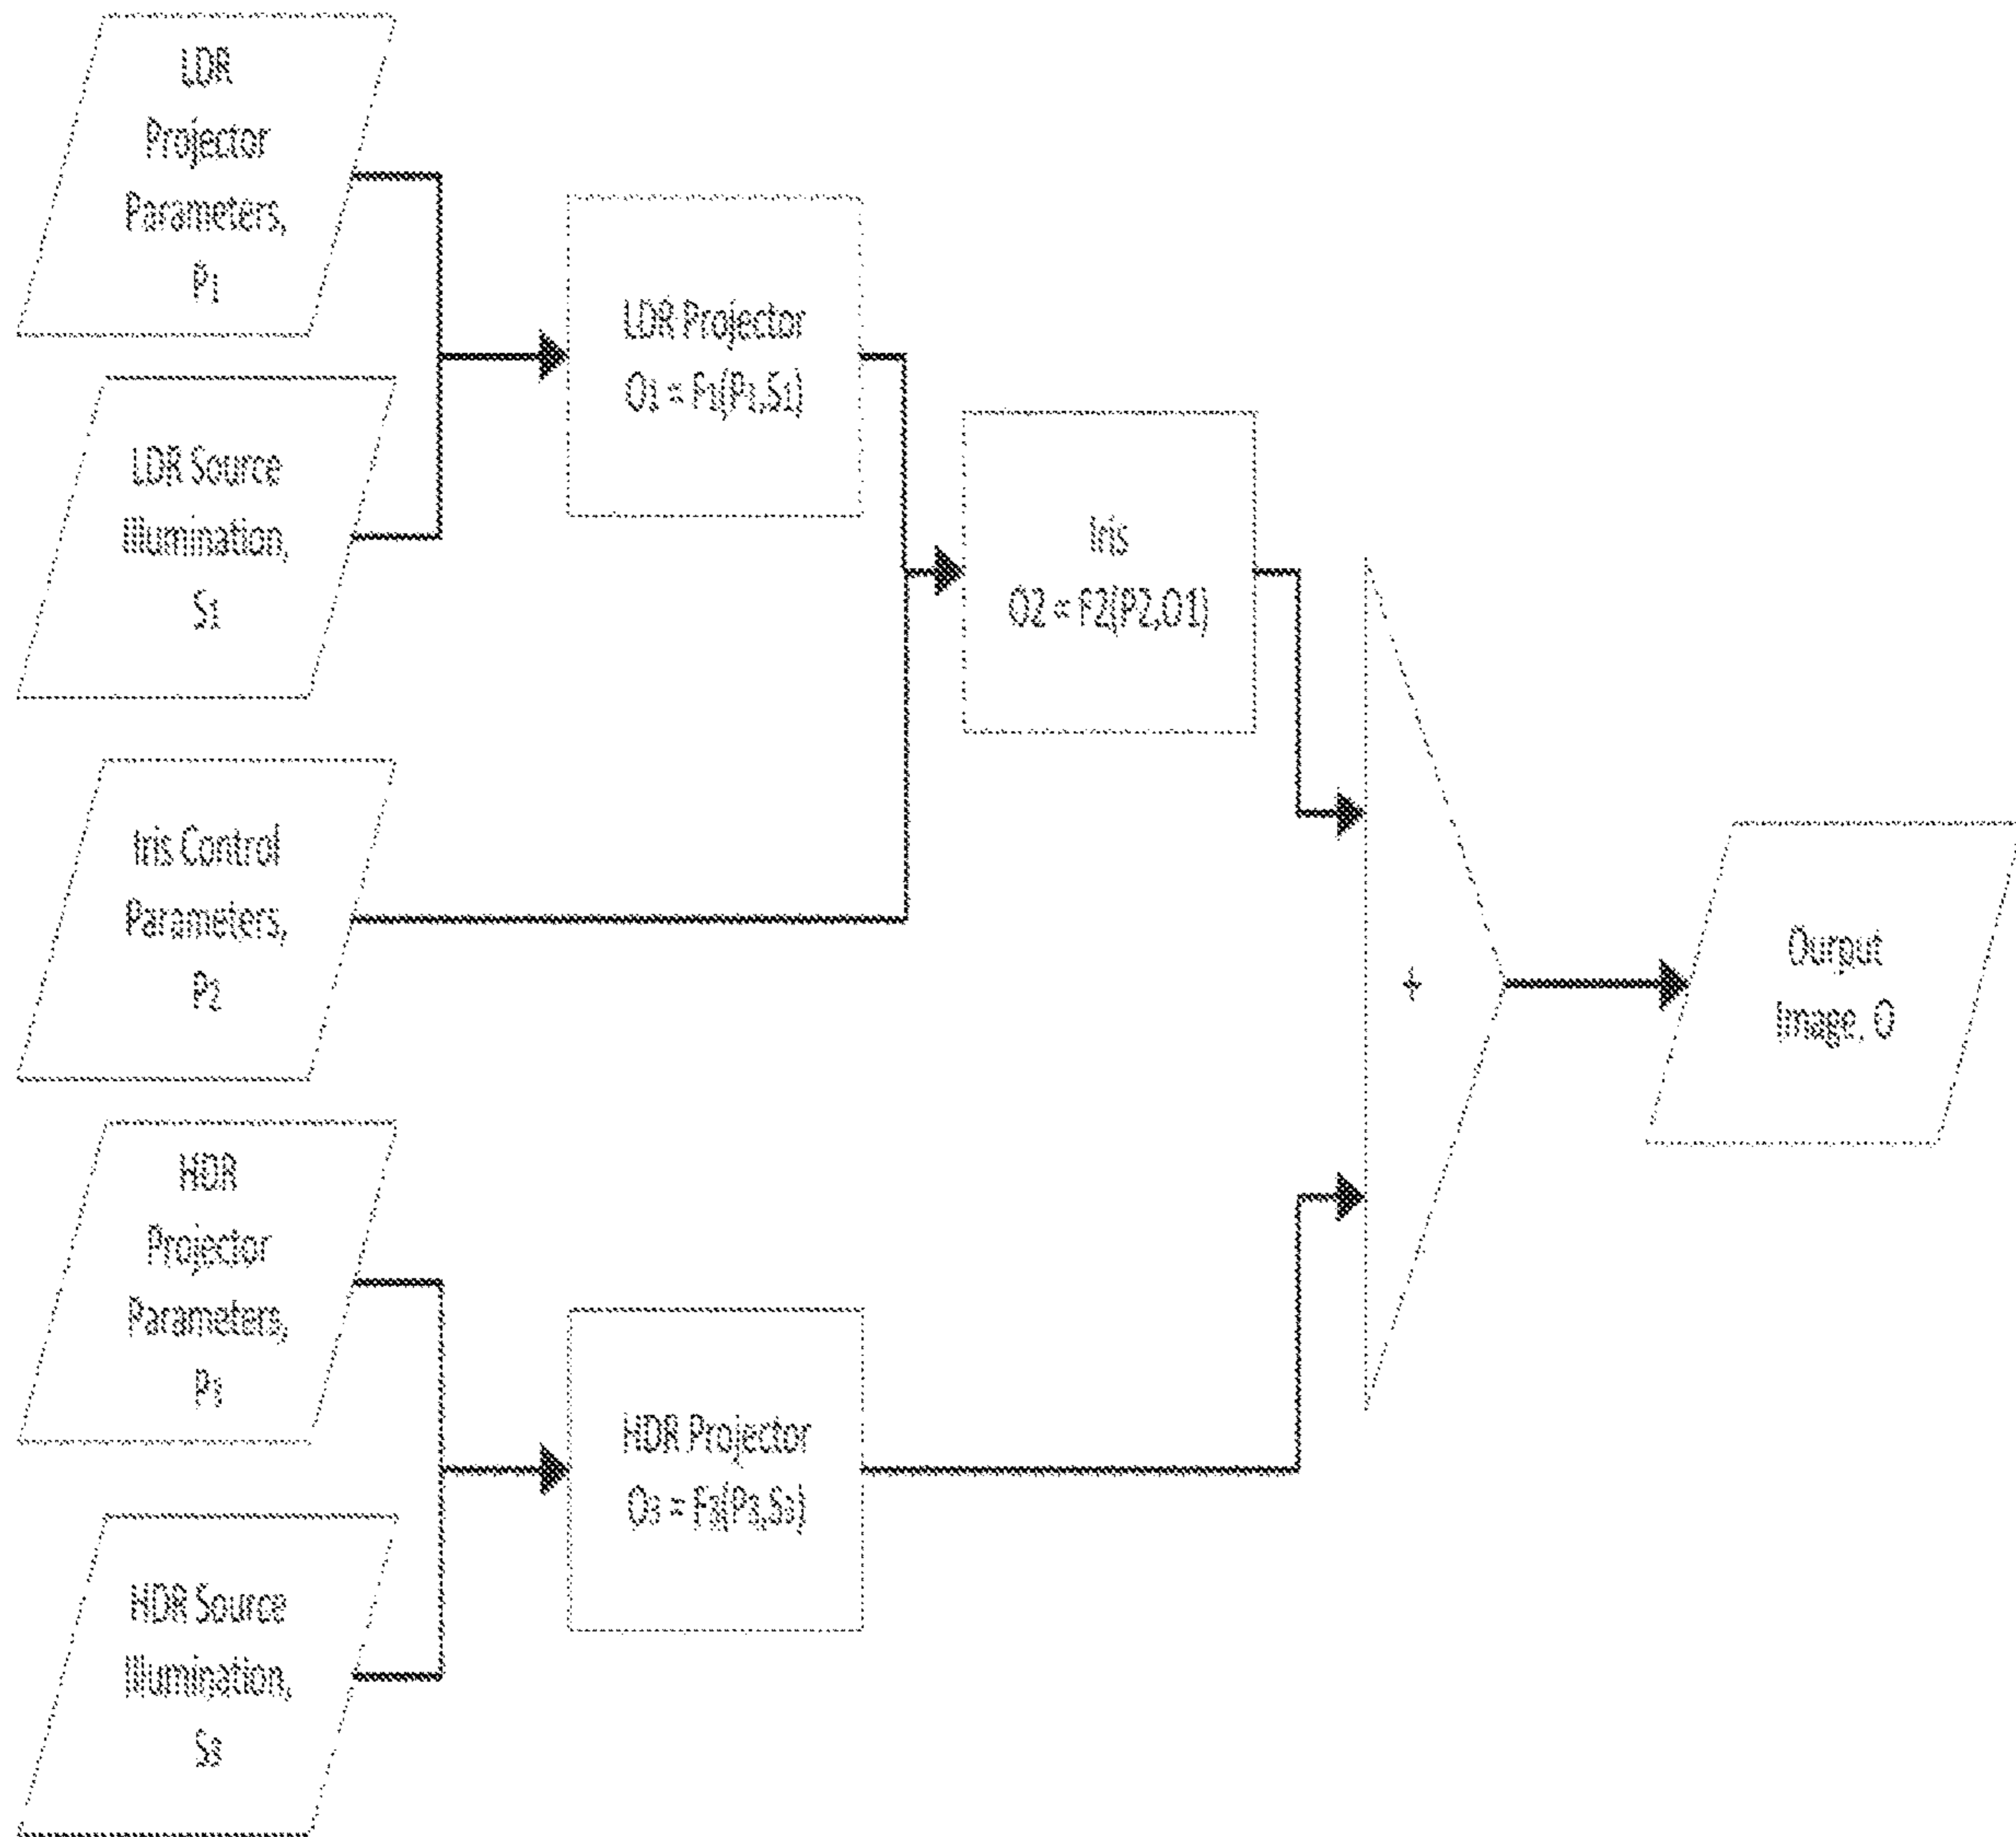 LDR
Projector
Parameters,
P1
LDR Projector
O1 = F1(P1,S1)
LDR Source
Illumination,
S1
Iris
O2 = F2(P2,O1)
Iris Control
Parameters,
P2
+
Ourput
Image, O
HDR
Projector
Parameters,
P3
HDR Projector
O3 = F3(P3,S3)
HDR Source
Illumination,
S3